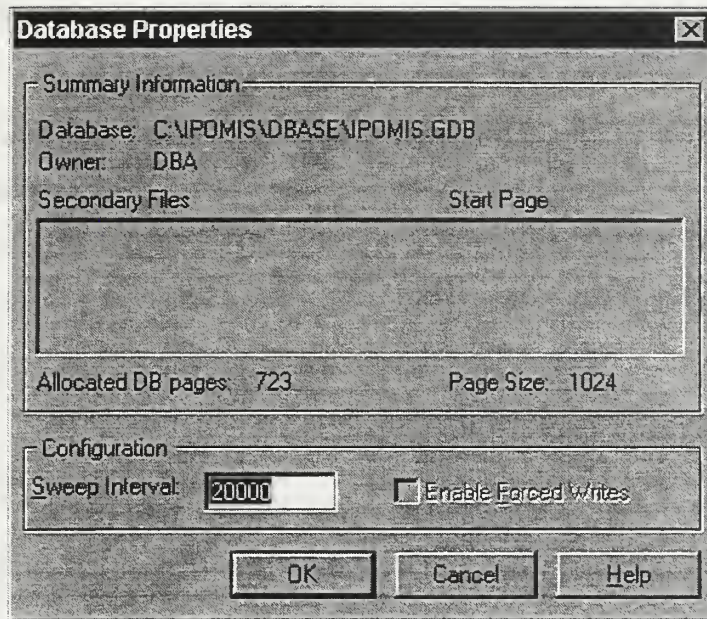 Database Properties
Summary Information
Database: C:\IPOMIS\DBASE\IPOMIS.GDB
Owner: DBA
Secondary Files Start Page
Allocated DB pages: 723 Page Size: 1024
Configuration
Sweep Interval: 20000 Enable Forced Writes
OK Cancel Help